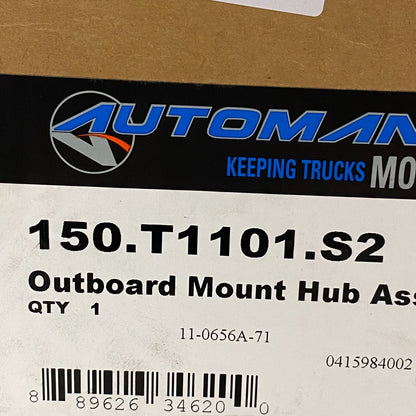 AUTOMAN
KEEPING TRUCKS MO
150.T1101.S2
Outboard Mount Hub Ass
QTY 1
11-0656A-71
0415984002
8 89626 34620 0